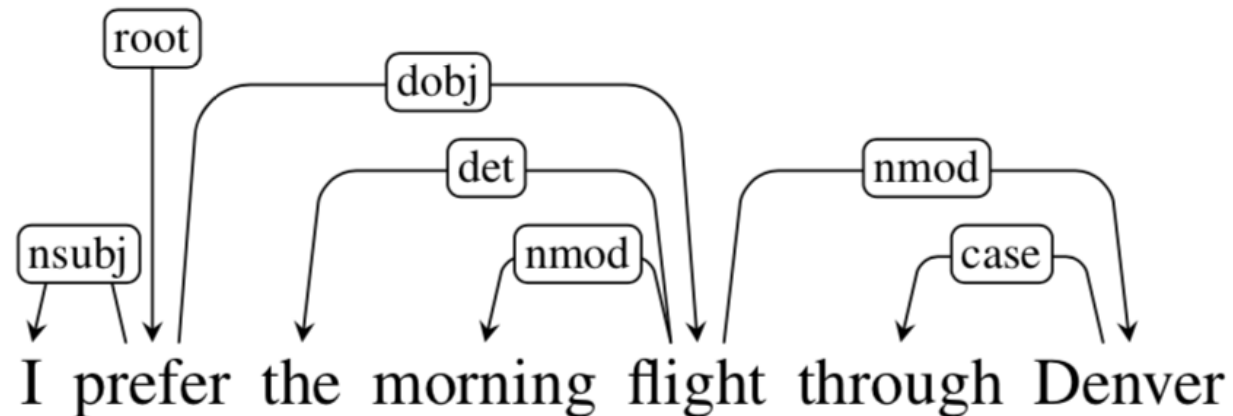 root
dobj
det
nmod
nsubj
nmod
case
I prefer the morning flight through Denver